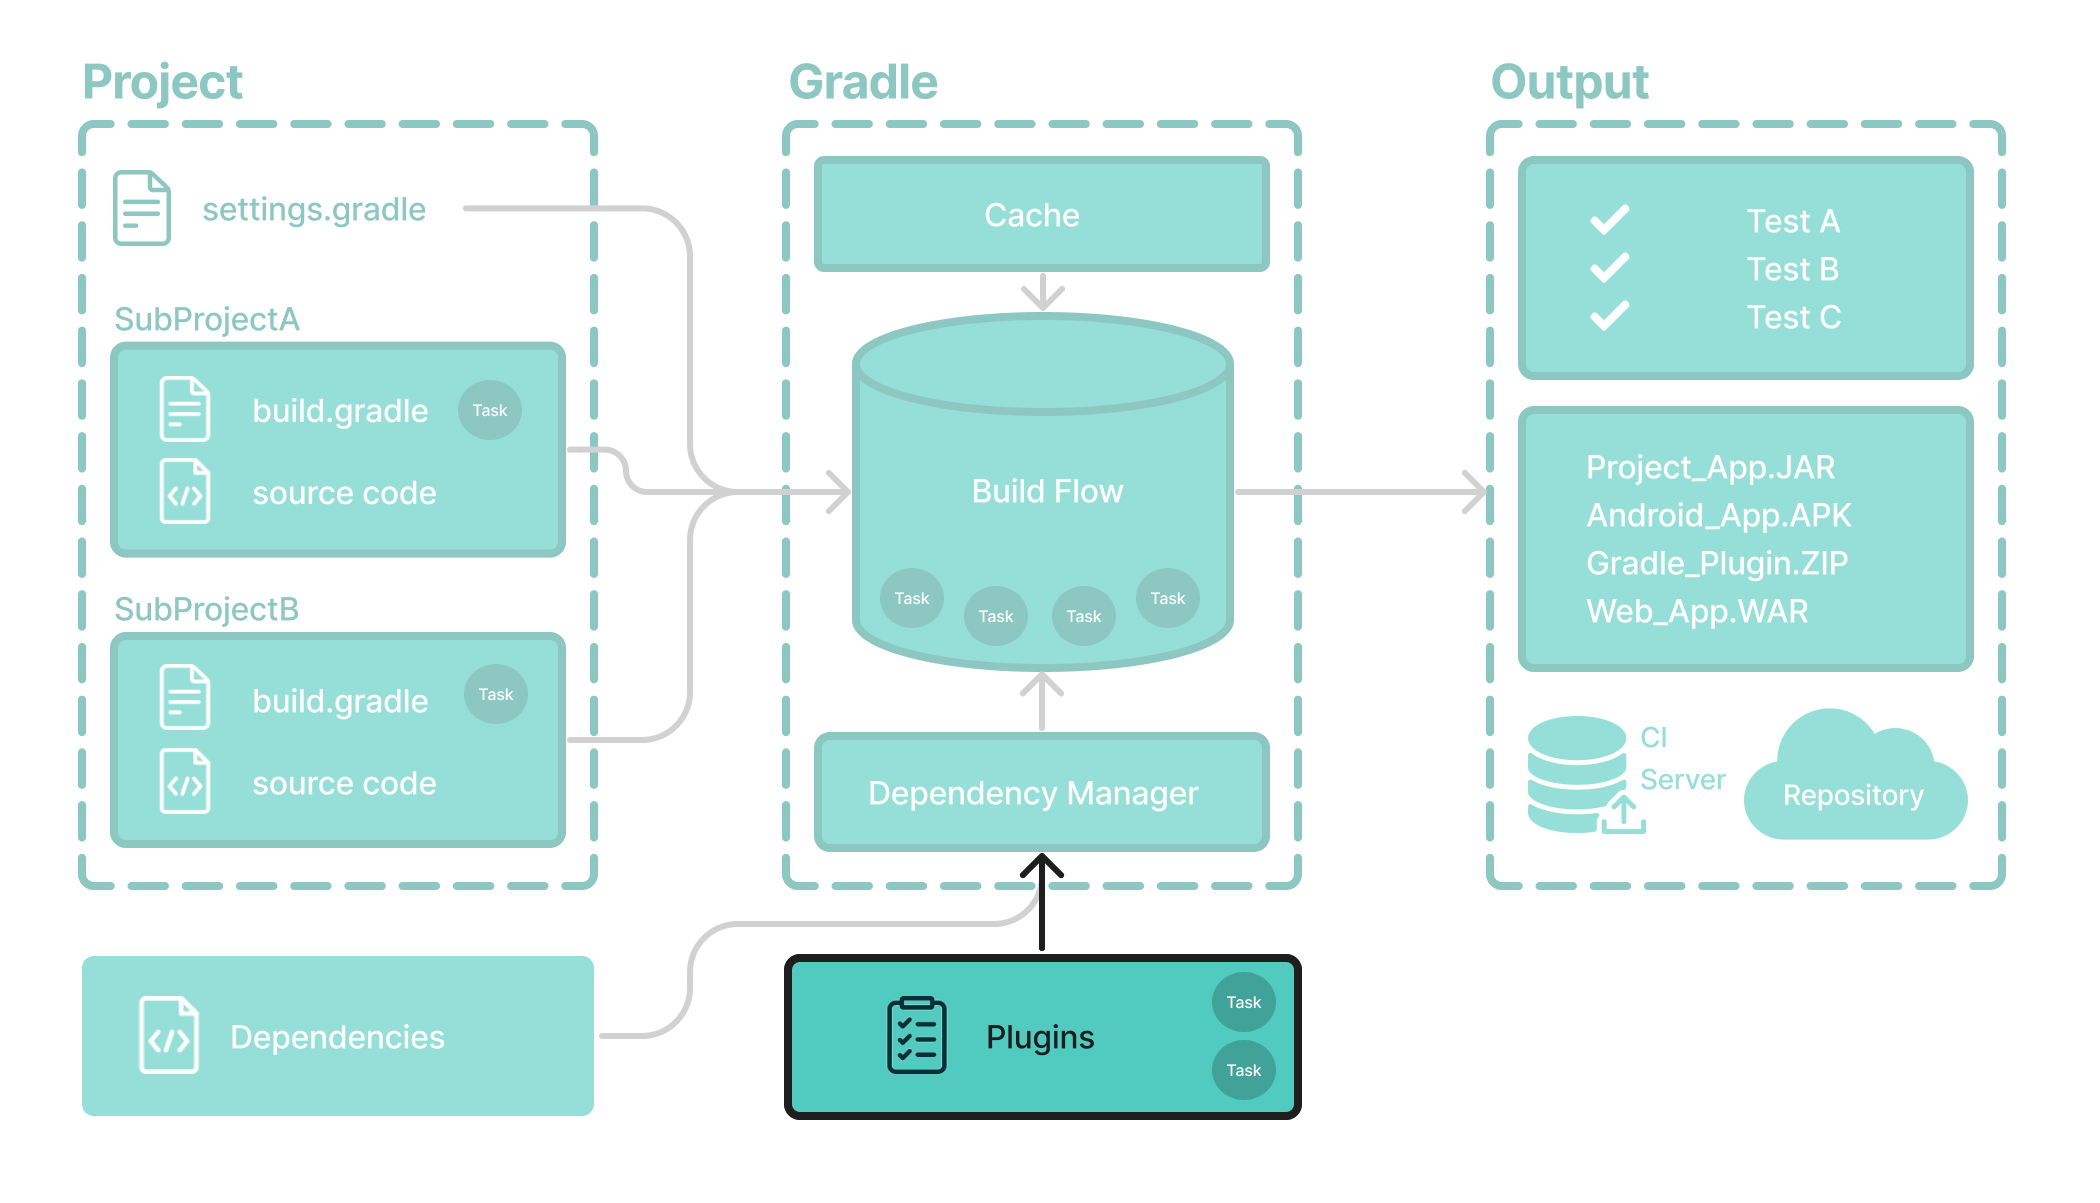 Project
settings.gradle
SubProjectA
build.gradle
Task
source code
SubProjectB
build.gradle
Task
source code
Dependencies
Gradle
Cache
Build Flow
Task
Task
Task
Task
Dependency Manager
Plugins
Task
Task
Output
Test A
Test B
Test C
Project_App.JAR
Android_App.APK
Gradle_Plugin.ZIP
Web_App.WAR
CI
Server
Repository